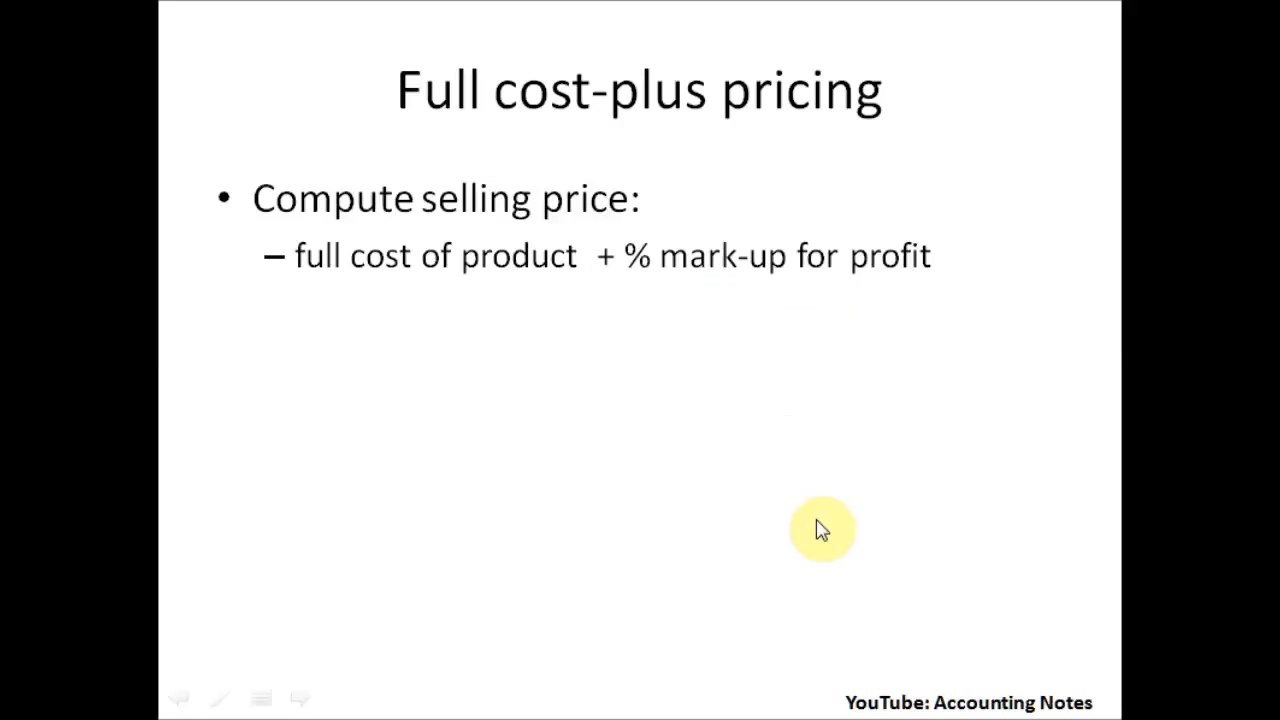 Full cost-plus pricing
• Compute selling price:
– full cost of product + % mark-up for profit
YouTube: Accounting Notes